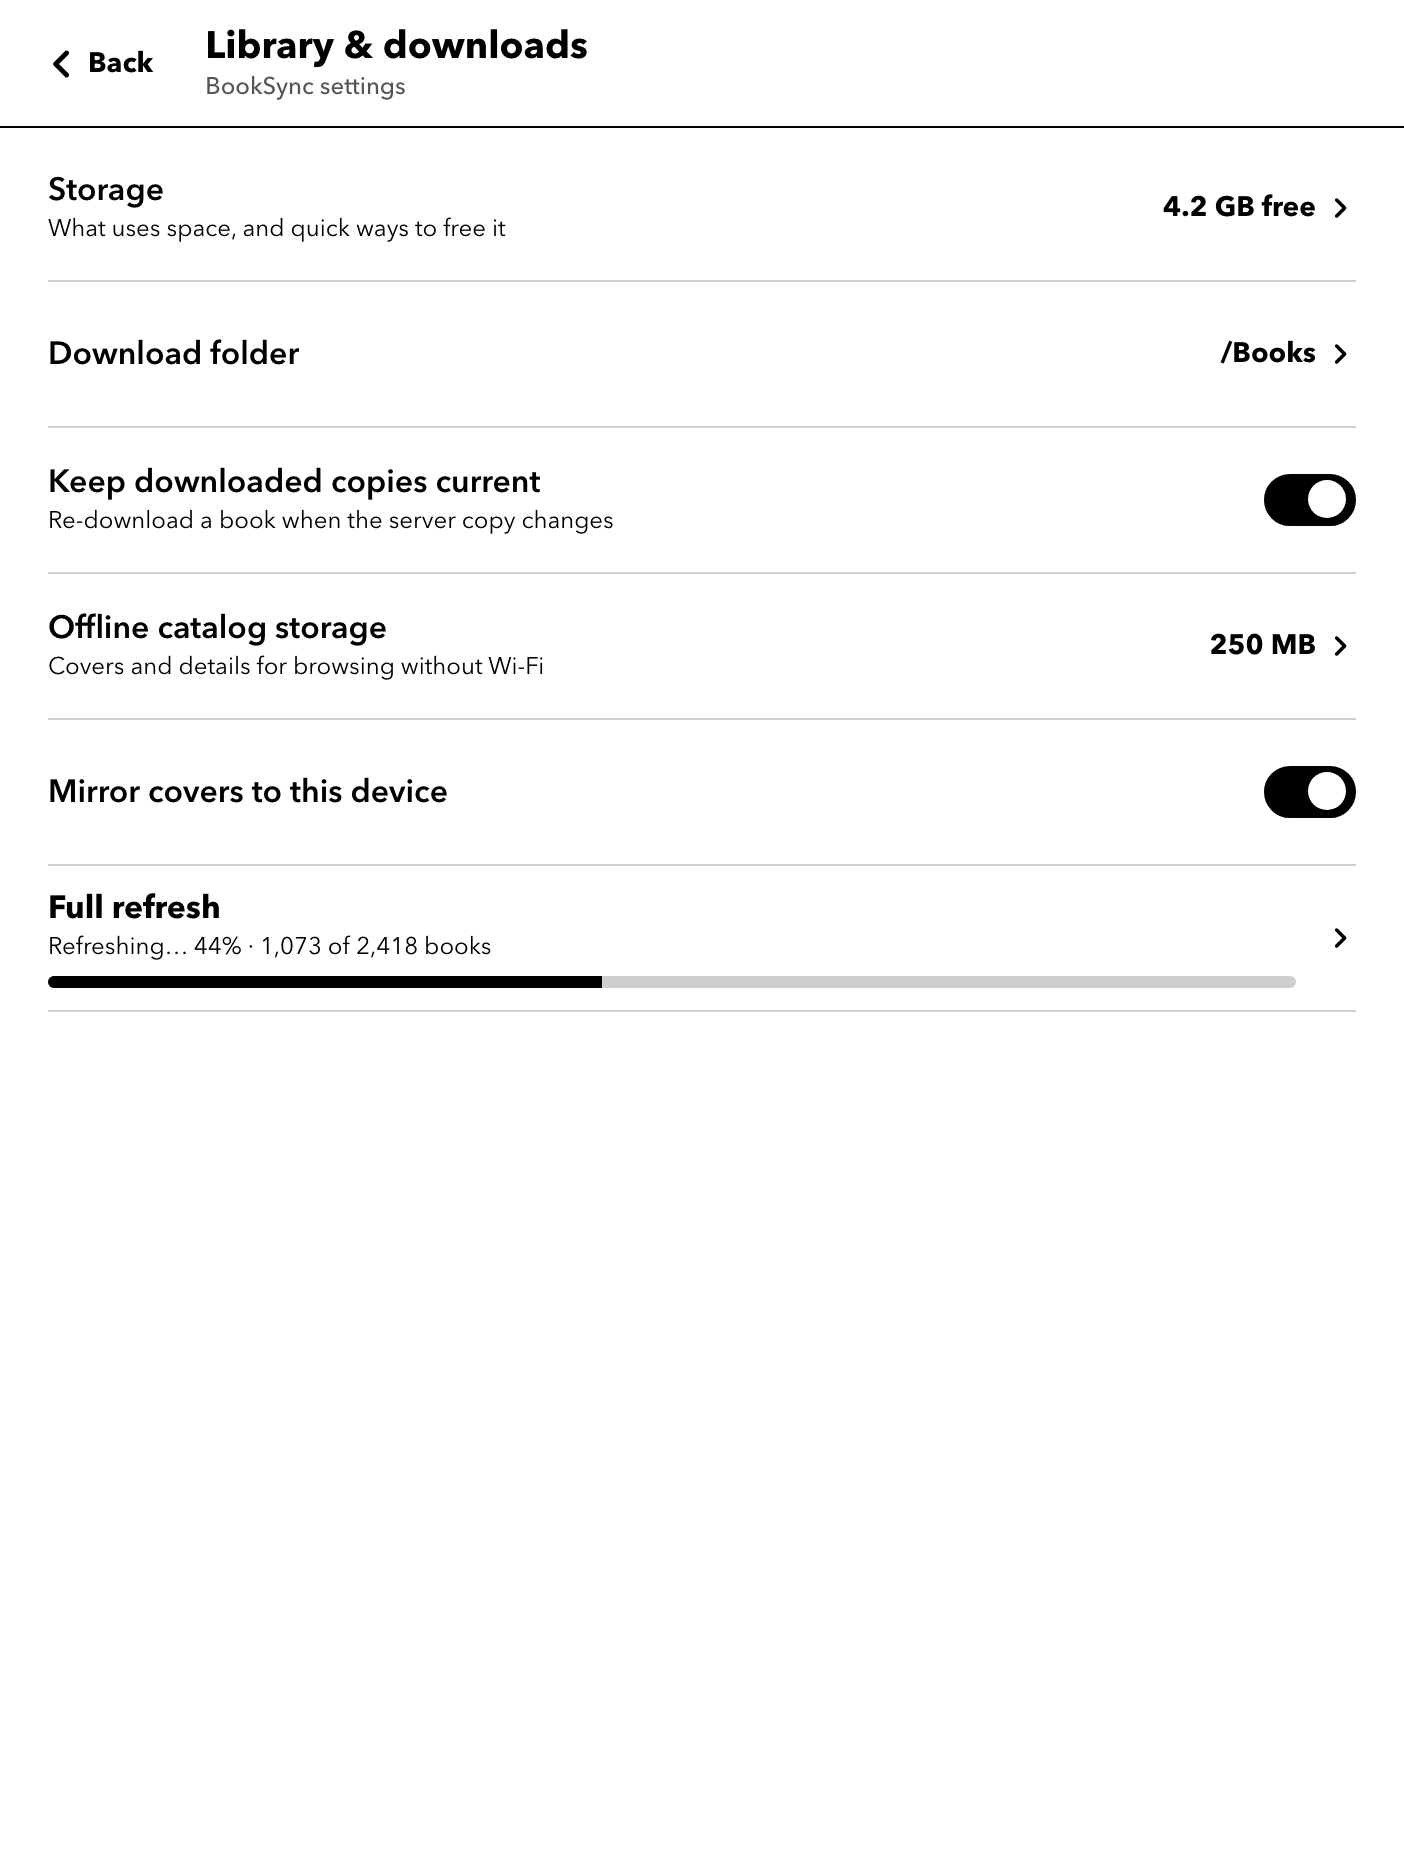 Back
Library & downloads
BookSync settings
Storage
What uses space, and quick ways to free it
4.2 GB free
Download folder
/Books
Keep downloaded copies current
Re-download a book when the server copy changes
Offline catalog storage
Covers and details for browsing without Wi-Fi
250 MB
Mirror covers to this device
Full refresh
Refreshing… 44% · 1,073 of 2,418 books